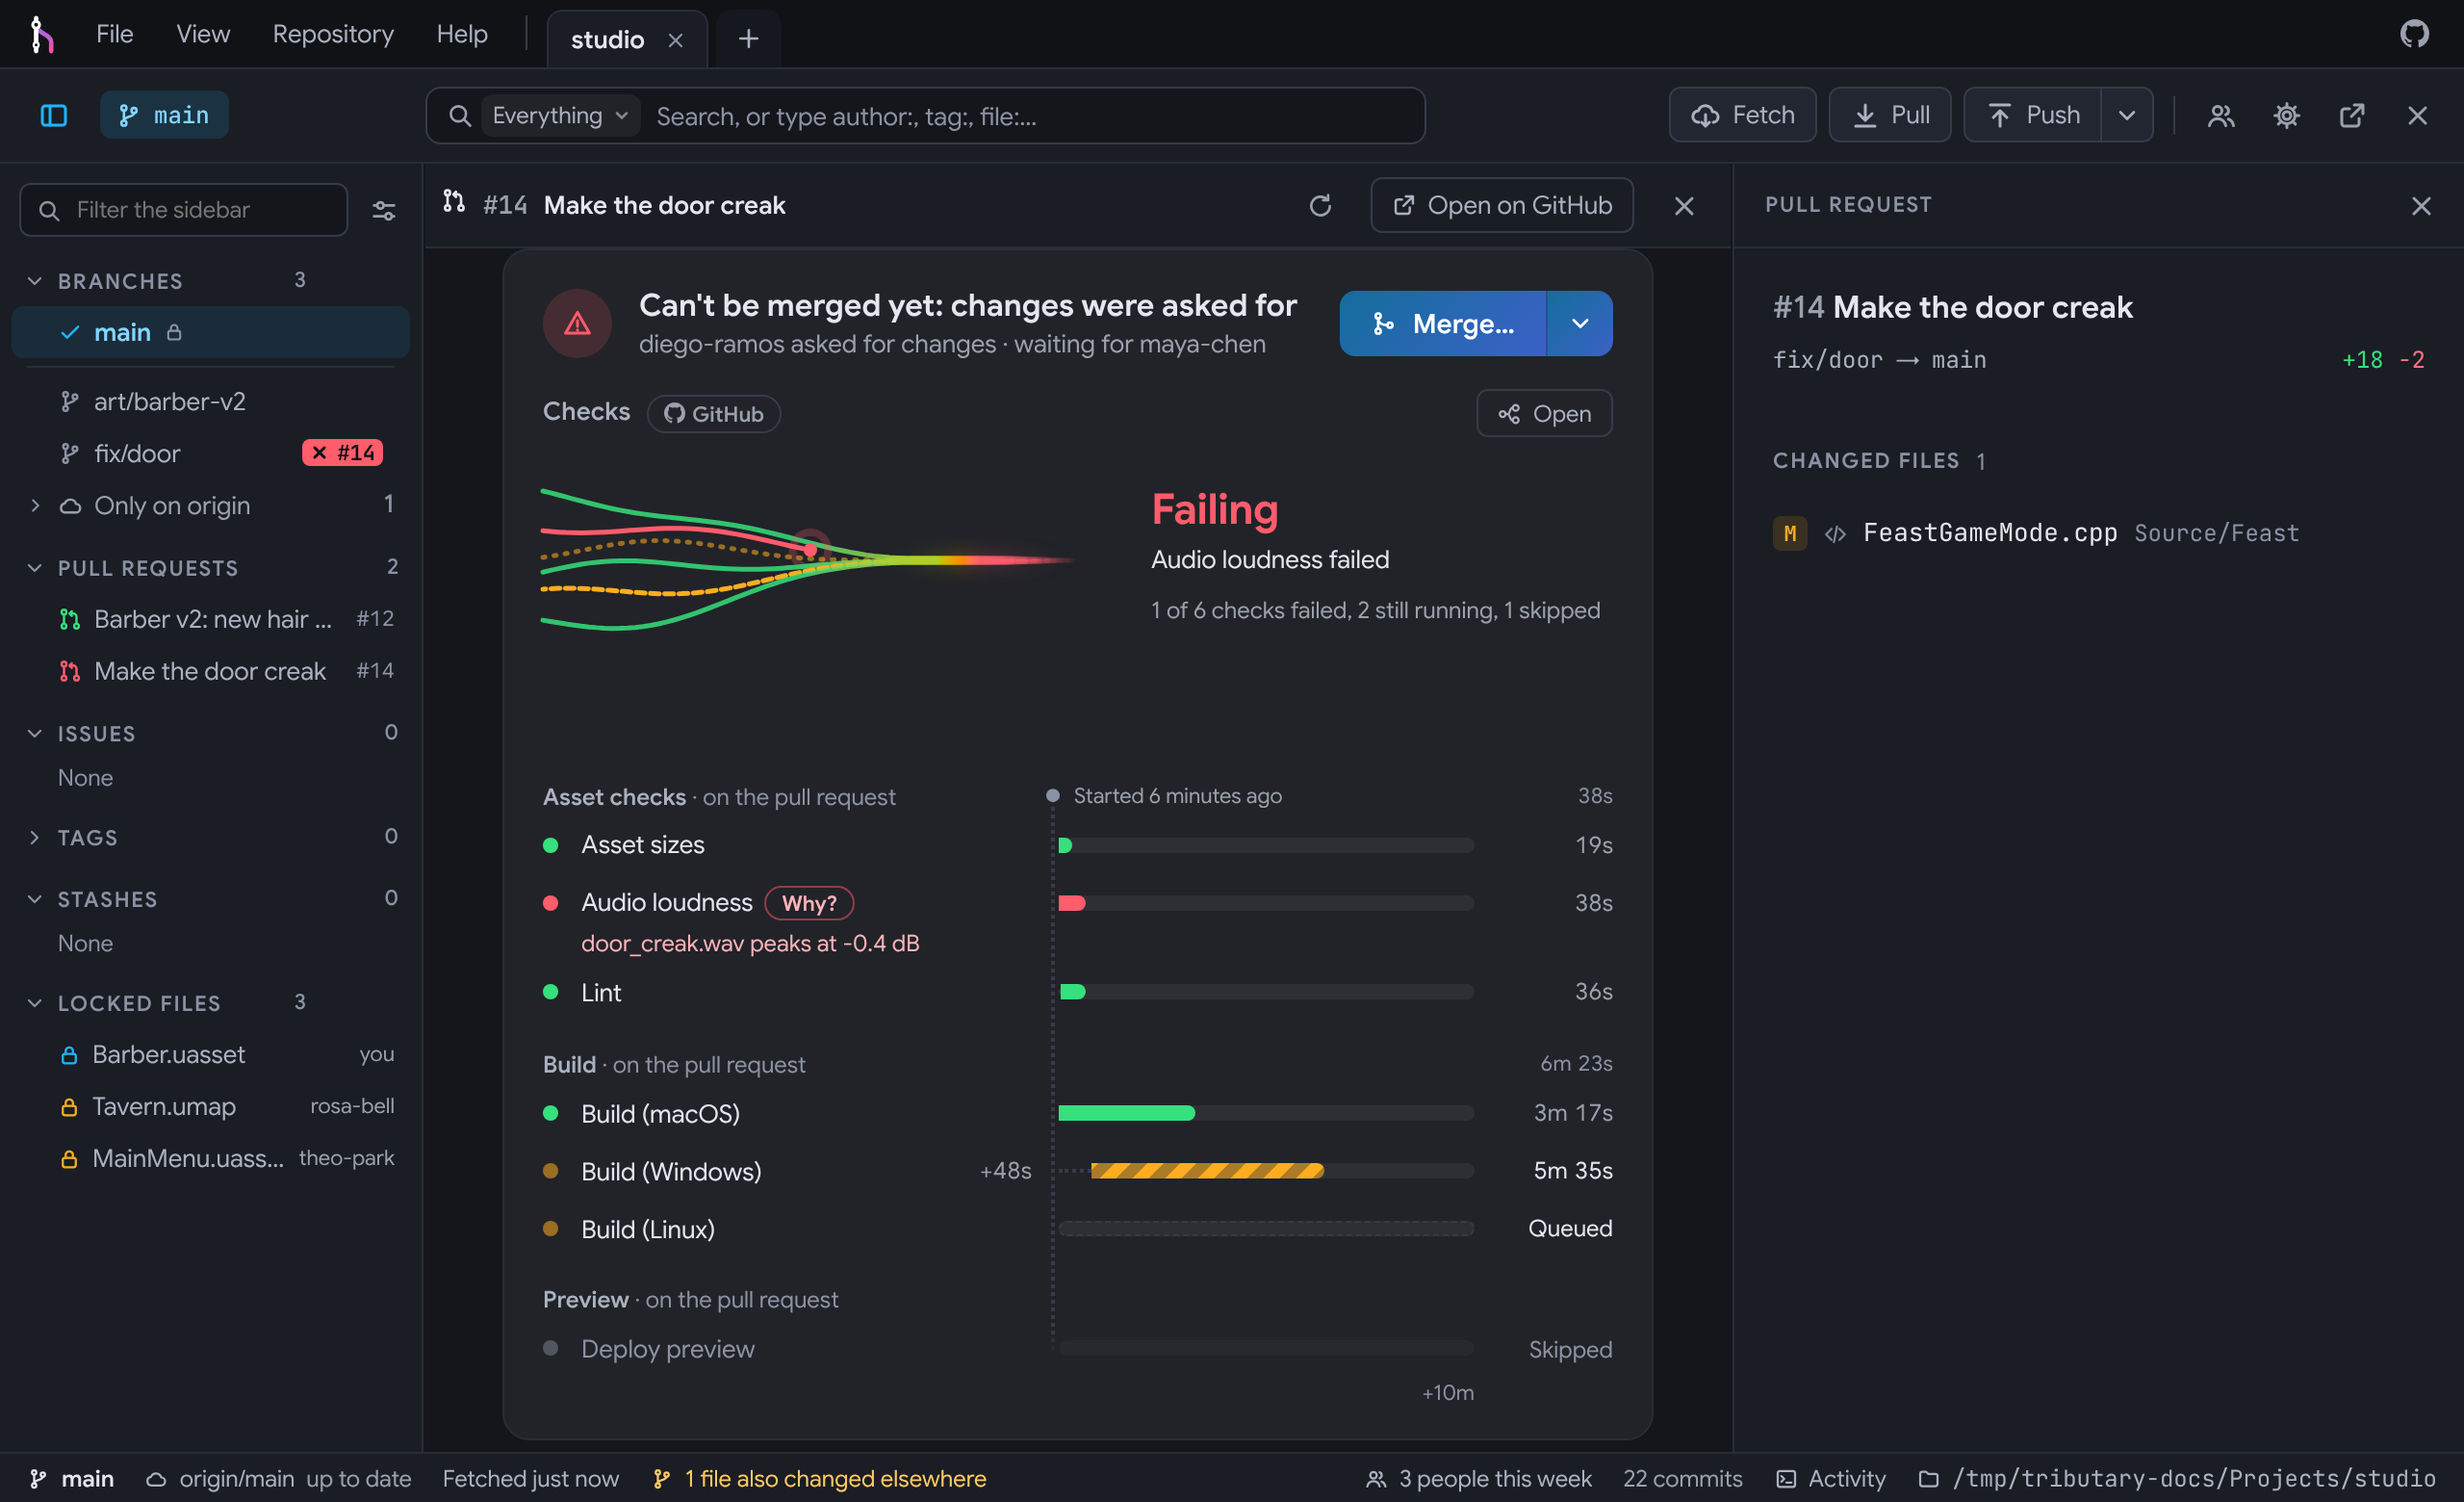 File View Repository Help studio
main Everything Search, or type author:, tag:, file:... Fetch Pull Push
Filter the sidebar
BRANCHES 3
main
art/barber-v2
fix/door #14
Only on origin 1
PULL REQUESTS 2
Barber v2: new hair ... #12
Make the door creak #14
ISSUES 0
None
TAGS 0
STASHES 0
None
LOCKED FILES 3
Barber.uasset you
Tavern.umap rosa-bell
MainMenu.uass... theo-park
#14 Make the door creak Open on GitHub
Can't be merged yet: changes were asked for
diego-ramos asked for changes · waiting for maya-chen
Merge...
Checks GitHub Open
Failing
Audio loudness failed
1 of 6 checks failed, 2 still running, 1 skipped
Asset checks · on the pull request Started 6 minutes ago 38s
Asset sizes 19s
Audio loudness Why? 38s
door_creak.wav peaks at -0.4 dB
Lint 36s
Build · on the pull request 6m 23s
Build (macOS) 3m 17s
Build (Windows) +48s 5m 35s
Build (Linux) Queued
Preview · on the pull request
Deploy preview Skipped
+10m
PULL REQUEST
#14 Make the door creak
fix/door → main +18 -2
CHANGED FILES 1
M FeastGameMode.cpp Source/Feast
main origin/main up to date Fetched just now 1 file also changed elsewhere 3 people this week 22 commits Activity /tmp/tributary-docs/Projects/studio